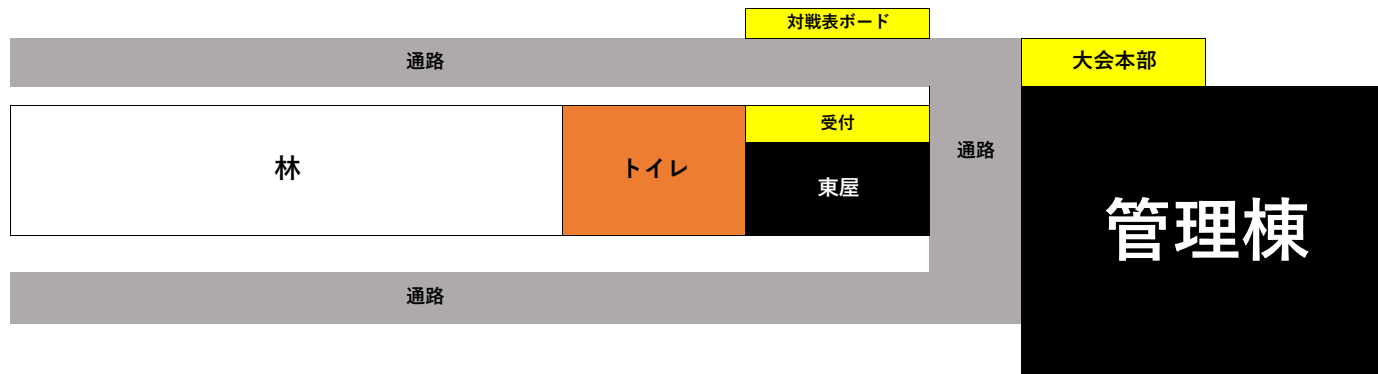 対戦表ボード
通路
大会本部
受付
通路
林
トイレ
東屋
管理棟
通路